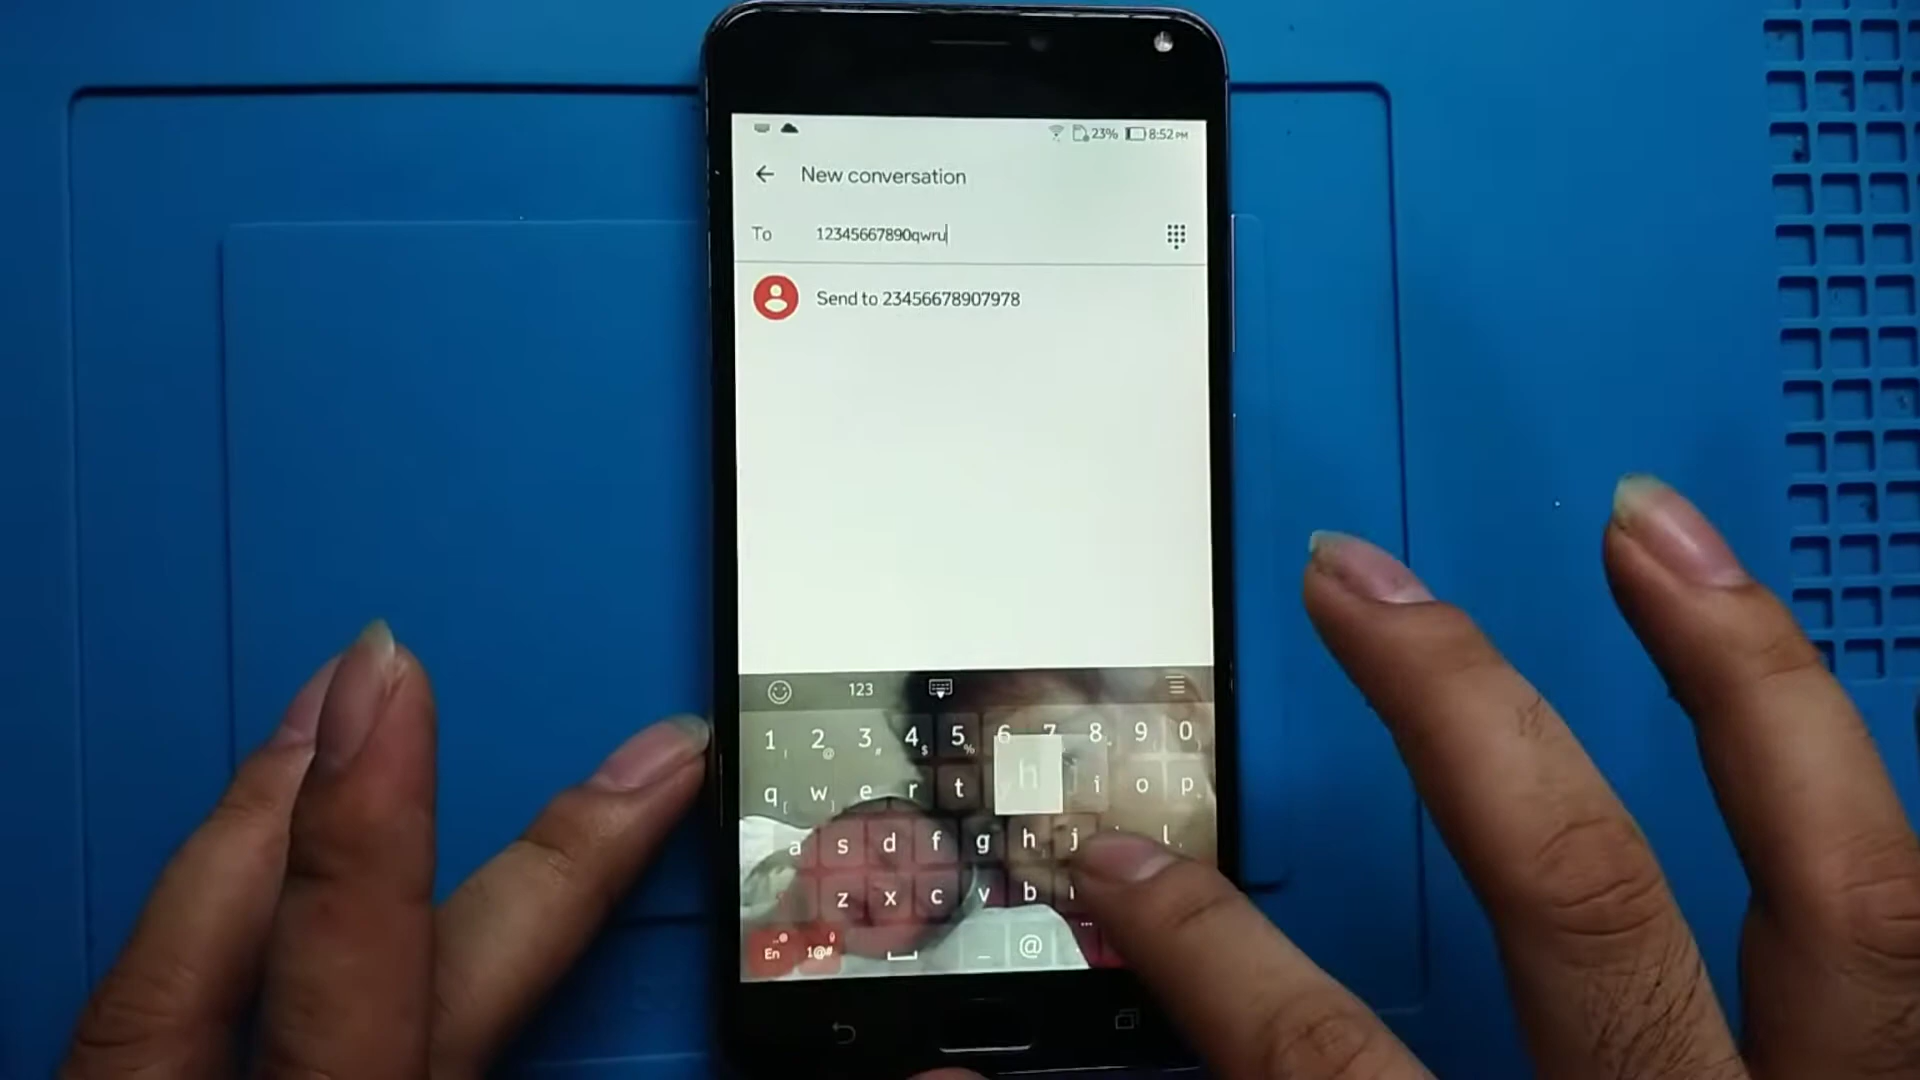 23% 8:52 PM
New conversation
To 12345667890qwru
Send to 23456678907978
123
1 2 3 4 5 6 7 8 9 0
@ # $ %
q w e r t i o p
h
a s d f g h j l
z x c v b
En 1@# _ @